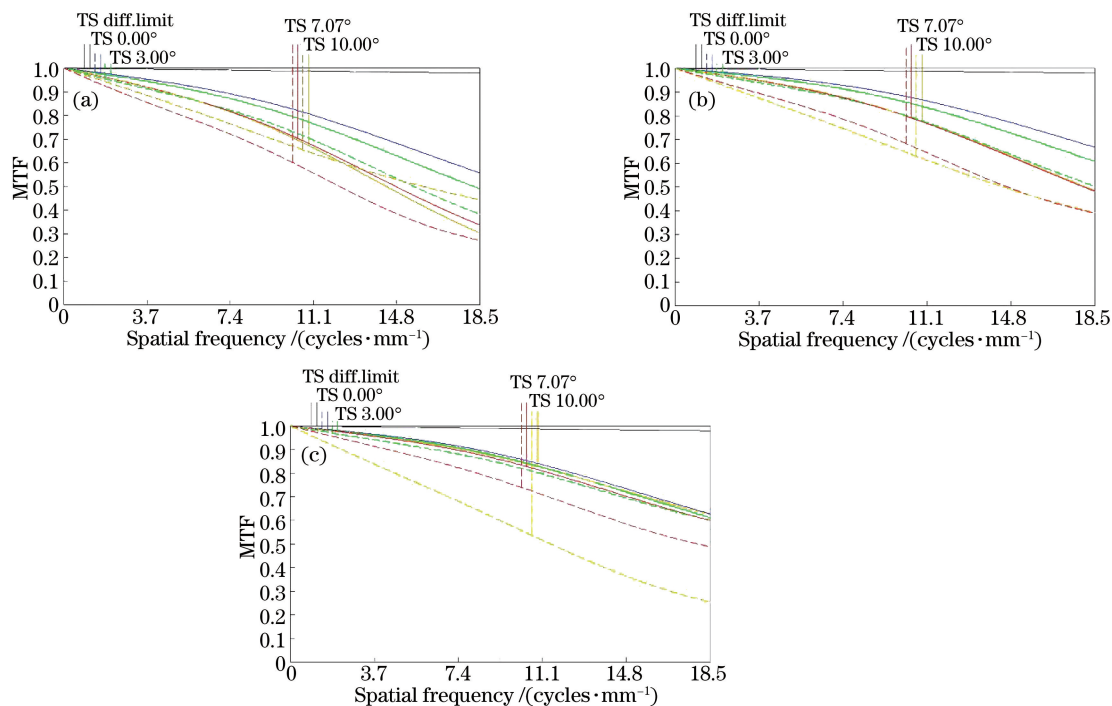 TS diff.limit
TS 0.00°
TS 3.00°
TS 7.07°
TS 10.00°
(a)
MTF
1.0
0.9
0.8
0.7
0.6
0.5
0.4
0.3
0.2
0.1
0
0 3.7 7.4 11.1 14.8 18.5
Spatial frequency /(cycles·mm⁻¹)
TS diff.limit
TS 0.00°
TS 3.00°
TS 7.07°
TS 10.00°
(b)
MTF
1.0
0.9
0.8
0.7
0.6
0.5
0.4
0.3
0.2
0.1
0
0 3.7 7.4 11.1 14.8 18.5
Spatial frequency /(cycles·mm⁻¹)
TS diff.limit
TS 0.00°
TS 3.00°
TS 7.07°
TS 10.00°
(c)
MTF
1.0
0.9
0.8
0.7
0.6
0.5
0.4
0.3
0.2
0.1
0
0 3.7 7.4 11.1 14.8 18.5
Spatial frequency /(cycles·mm⁻¹)